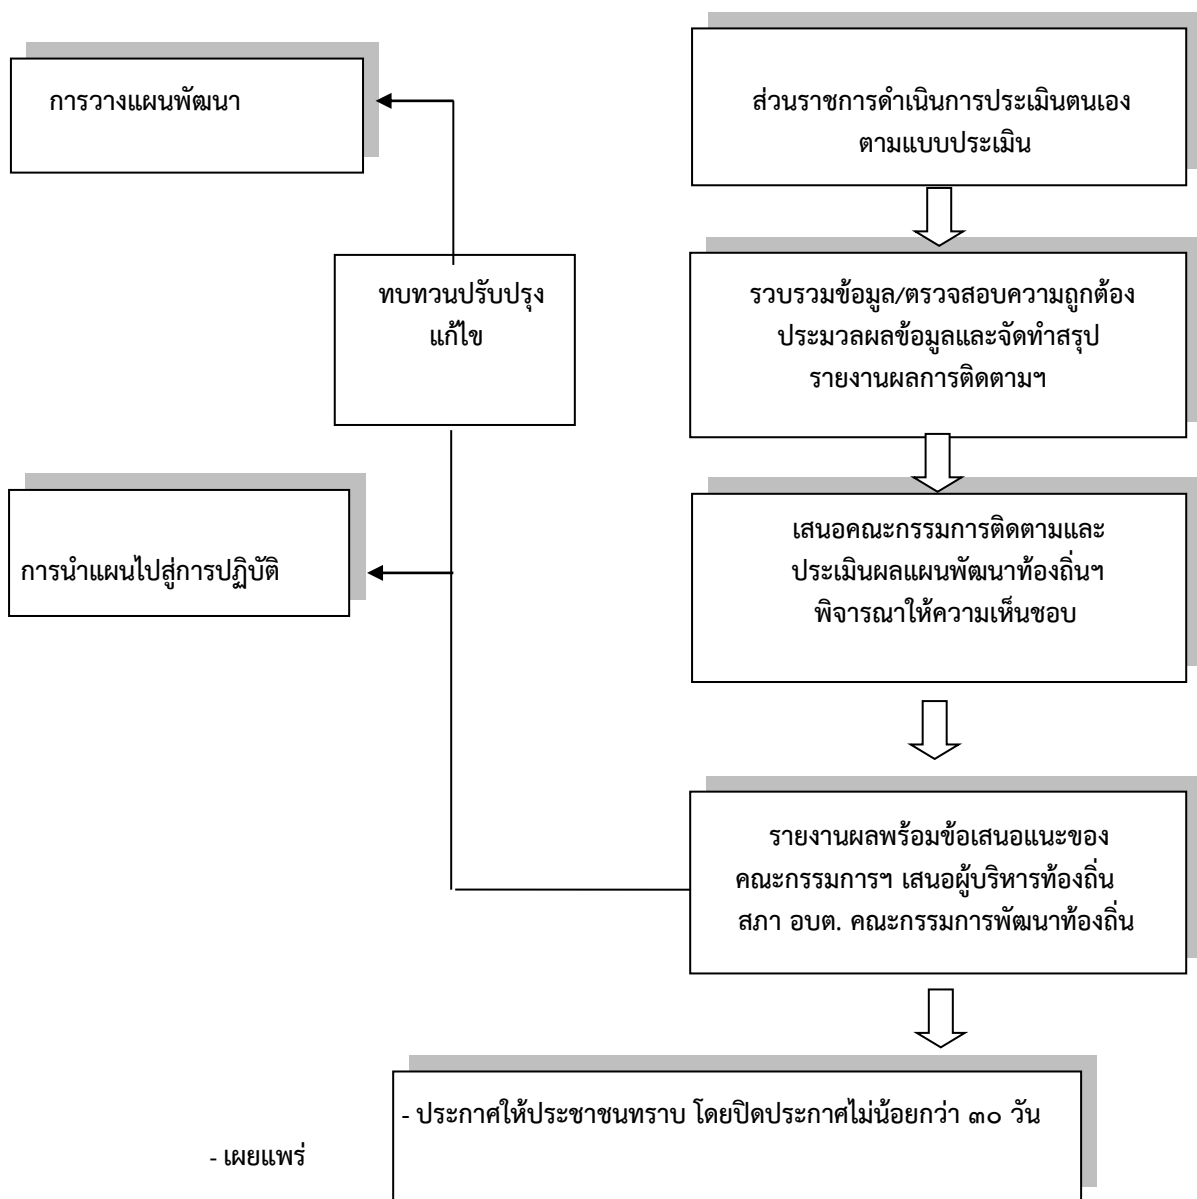 การวางแผนพัฒนา
ส่วนราชการดำเนินการประเมินตนเอง
ตามแบบประเมิน
ทบทวนปรับปรุง
แก้ไข
รวบรวมข้อมูล/ตรวจสอบความถูกต้อง
ประมวลผลข้อมูลและจัดทำสรุป
รายงานผลการติดตามฯ
การนำแผนไปสู่การปฏิบัติ
เสนอคณะกรรมการติดตามและ
ประเมินผลแผนพัฒนาท้องถิ่นฯ
พิจารณาให้ความเห็นชอบ
รายงานผลพร้อมข้อเสนอแนะของ
คณะกรรมการฯ เสนอผู้บริหารท้องถิ่น
สภา อบต. คณะกรรมการพัฒนาท้องถิ่น
- ประกาศให้ประชาชนทราบ โดยปิดประกาศไม่น้อยกว่า ๓๐ วัน
- เผยแพร่